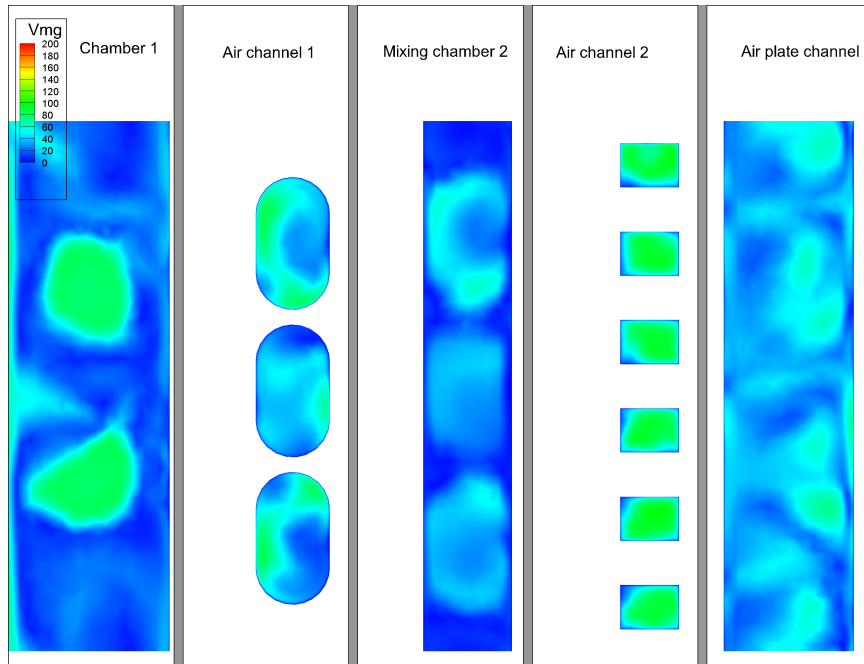 Vmg
200
180
160
140
120
100
80
60
40
20
0
Chamber 1
Air channel 1
Mixing chamber 2
Air channel 2
Air plate channel